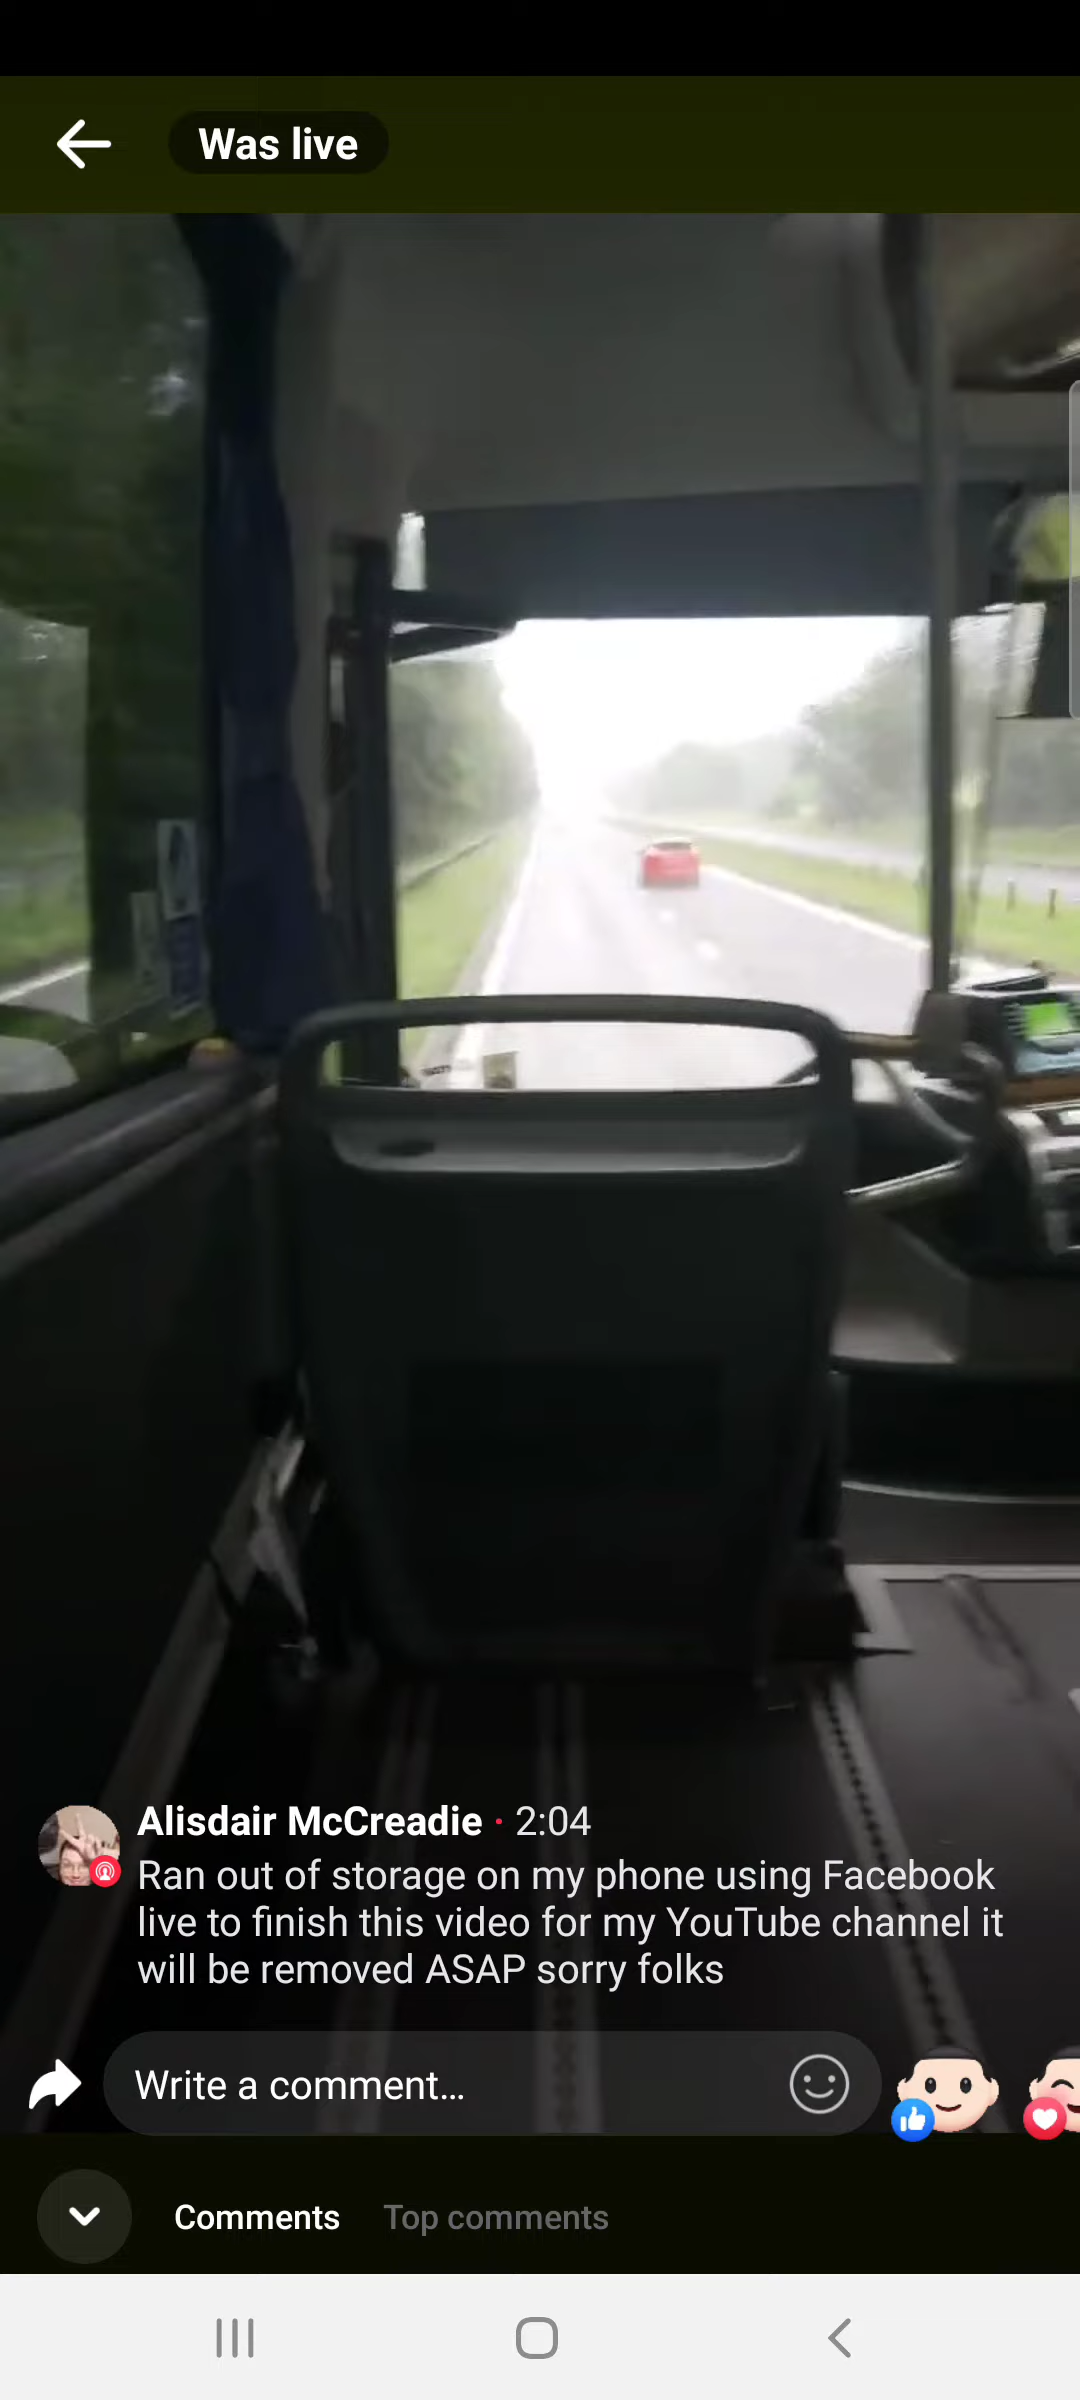 Was live
Alisdair McCreadie · 2:04
Ran out of storage on my phone using Facebook
live to finish this video for my YouTube channel it
will be removed ASAP sorry folks
Write a comment...
Comments Top comments